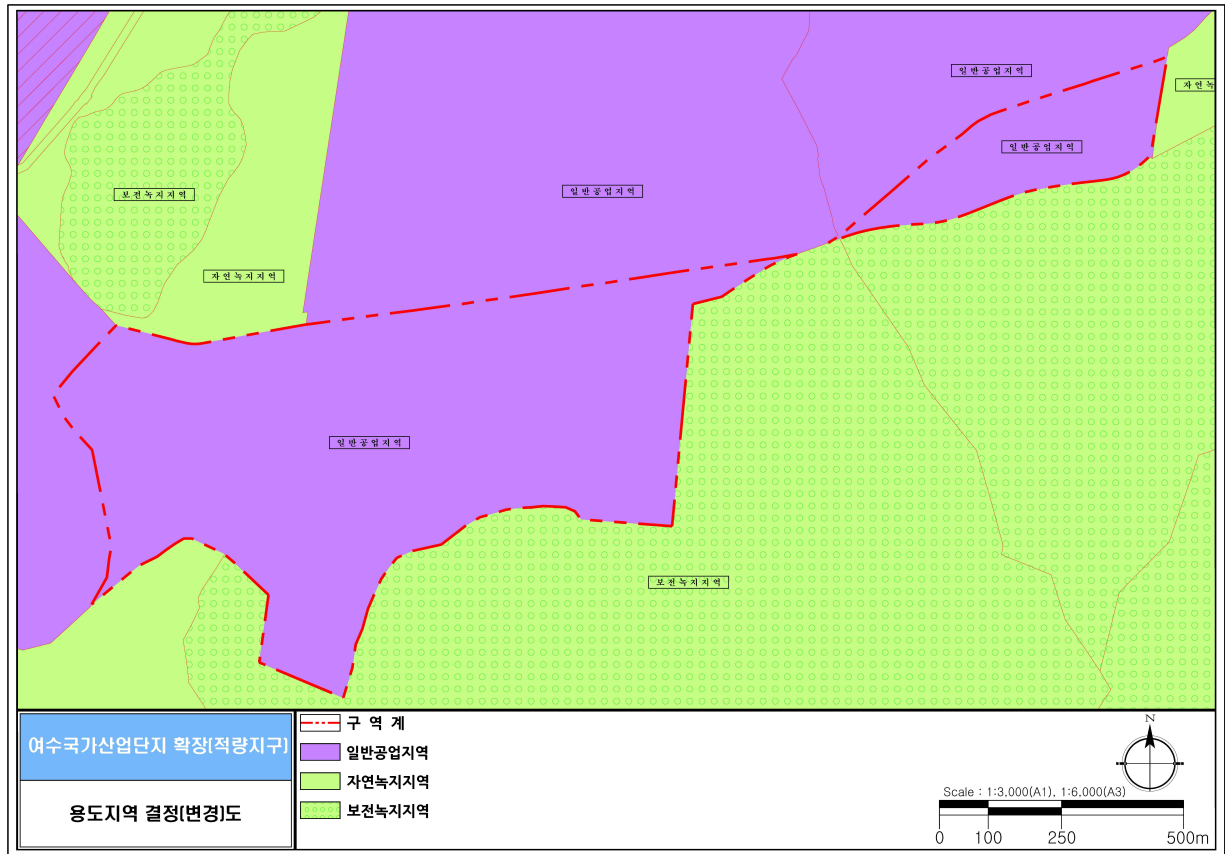 일반공업지역
자연녹
일반공업지역
보전녹지지역
일반공업지역
자연녹지지역
일반공업지역
보전녹지지역
여수국가산업단지 확장(적량지구)
용도지역 결정(변경)도
구 역 계
일반공업지역
자연녹지지역
보전녹지지역
N
Scale : 1:3,000(A1), 1:6,000(A3)
0 100 250 500m